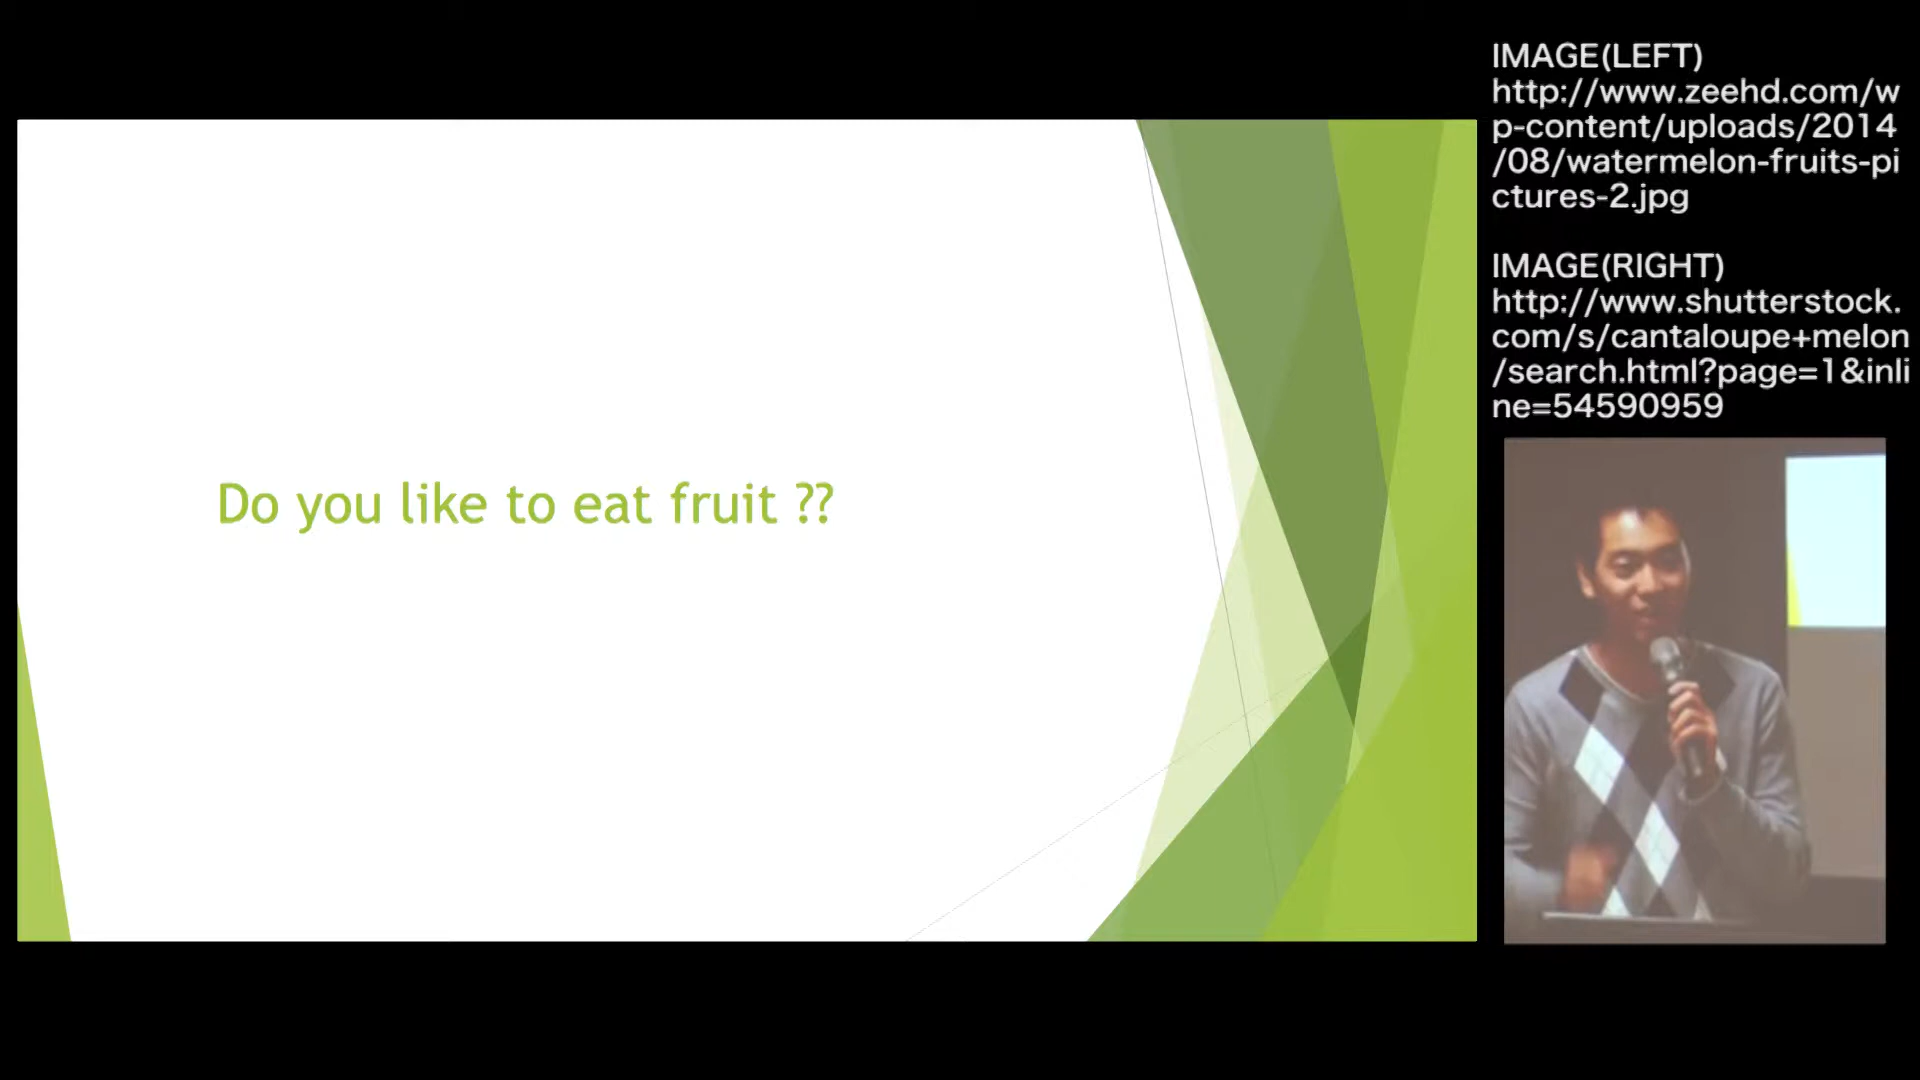 Do you like to eat fruit ??
IMAGE(LEFT)
http://www.zeehd.com/w
p-content/uploads/2014
/08/watermelon-fruits-pi
ctures-2.jpg
IMAGE(RIGHT)
http://www.shutterstock.
com/s/cantaloupe+melon
/search.html?page=1&inli
ne=54590959